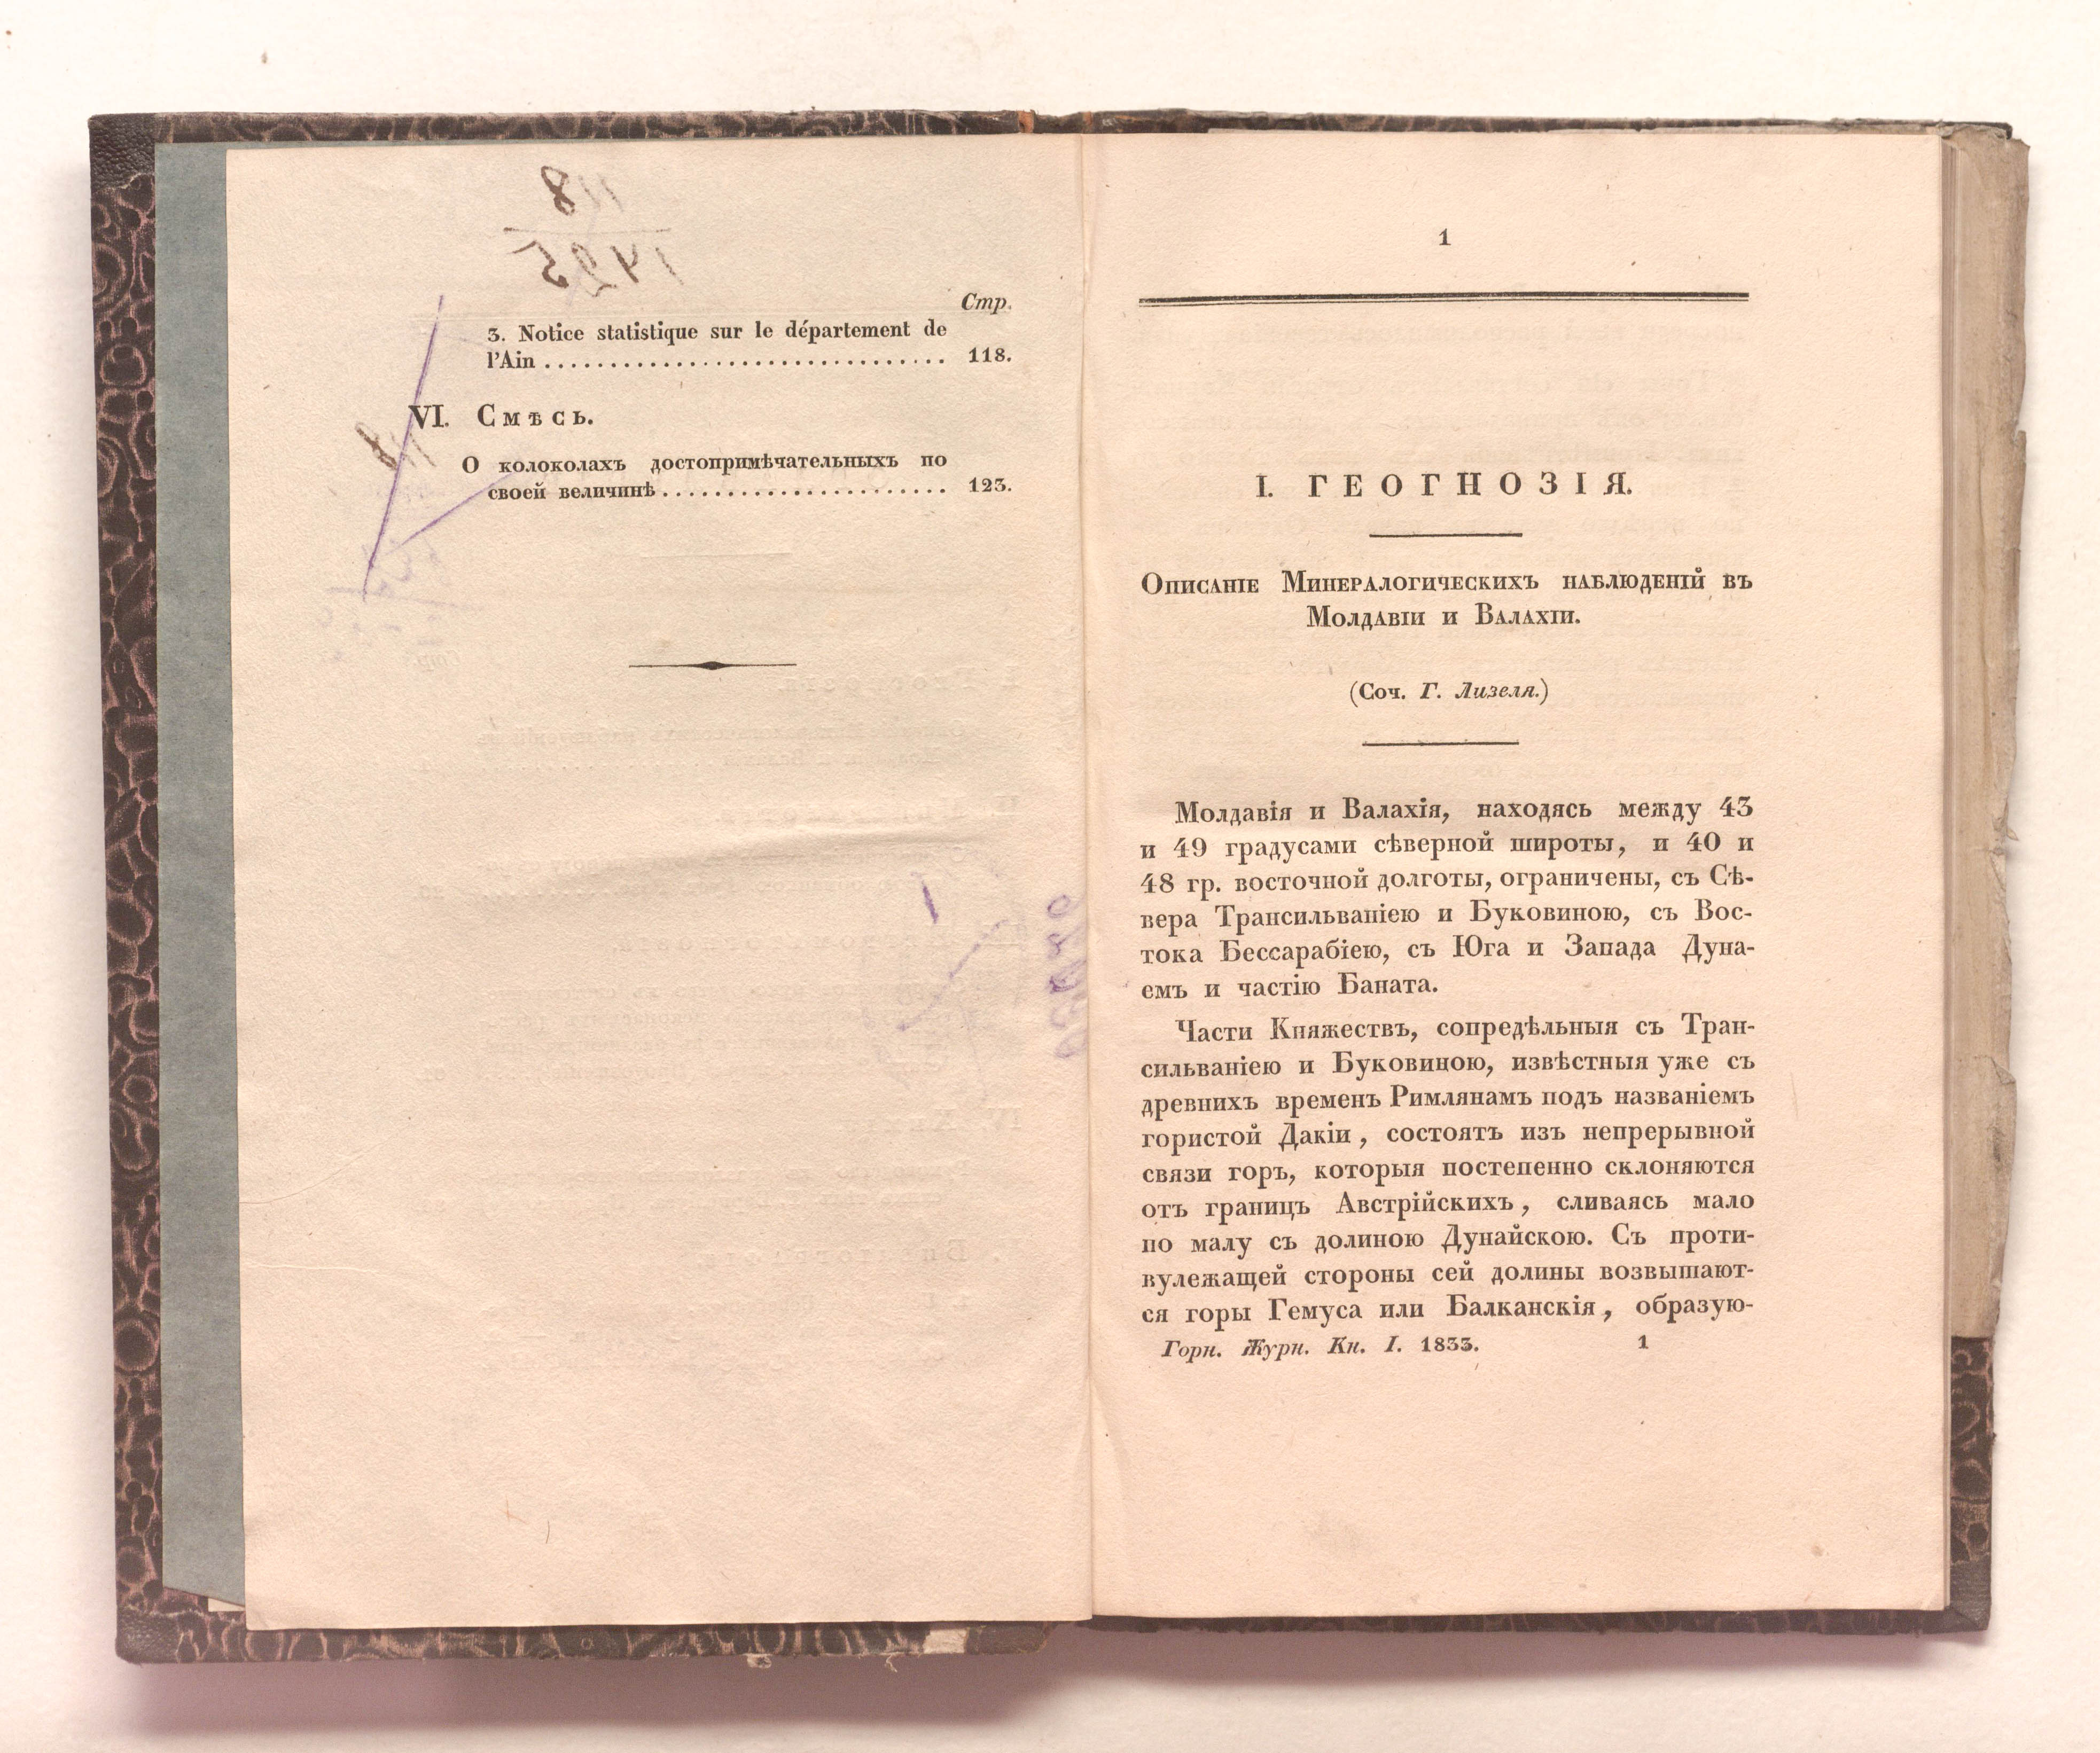 Стр.
3. Notice statistique sur le département de
l'Ain ............................... 118.
VI. Смѣсь.
О колоколахъ достопримѣчательныхъ по
своей величинѣ...................... 123.
1
I. ГЕОГНОЗІЯ.
Описаніе Минералогическихъ наблюденій въ
Молдавіи и Валахіи.
(Соч. Г. Лизеля.)
Молдавія и Валахія, находясь между 43
и 49 градусами сѣверной широты, и 40 и
48 гр. восточной долготы, ограничены, съ Сѣ-
вера Трансильваніею и Буковиною, съ Вос-
тока Бессарабіею, съ Юга и Запада Дуна-
емъ и частію Баната.
Части Княжествъ, сопредѣльныя съ Тран-
сильваніею и Буковиною, извѣстныя уже съ
древнихъ временъ Римлянамъ подъ названіемъ
гористой Дакіи, состоятъ изъ непрерывной
связи горъ, которыя постепенно склоняются
отъ границъ Австрійскихъ, сливаясь мало
по малу съ долиною Дунайскою. Съ проти-
вулежащей стороны сей долины возвышают-
ся горы Гемуса или Балканскія, образую-
Горн. Журн. Кн. I. 1833. 1